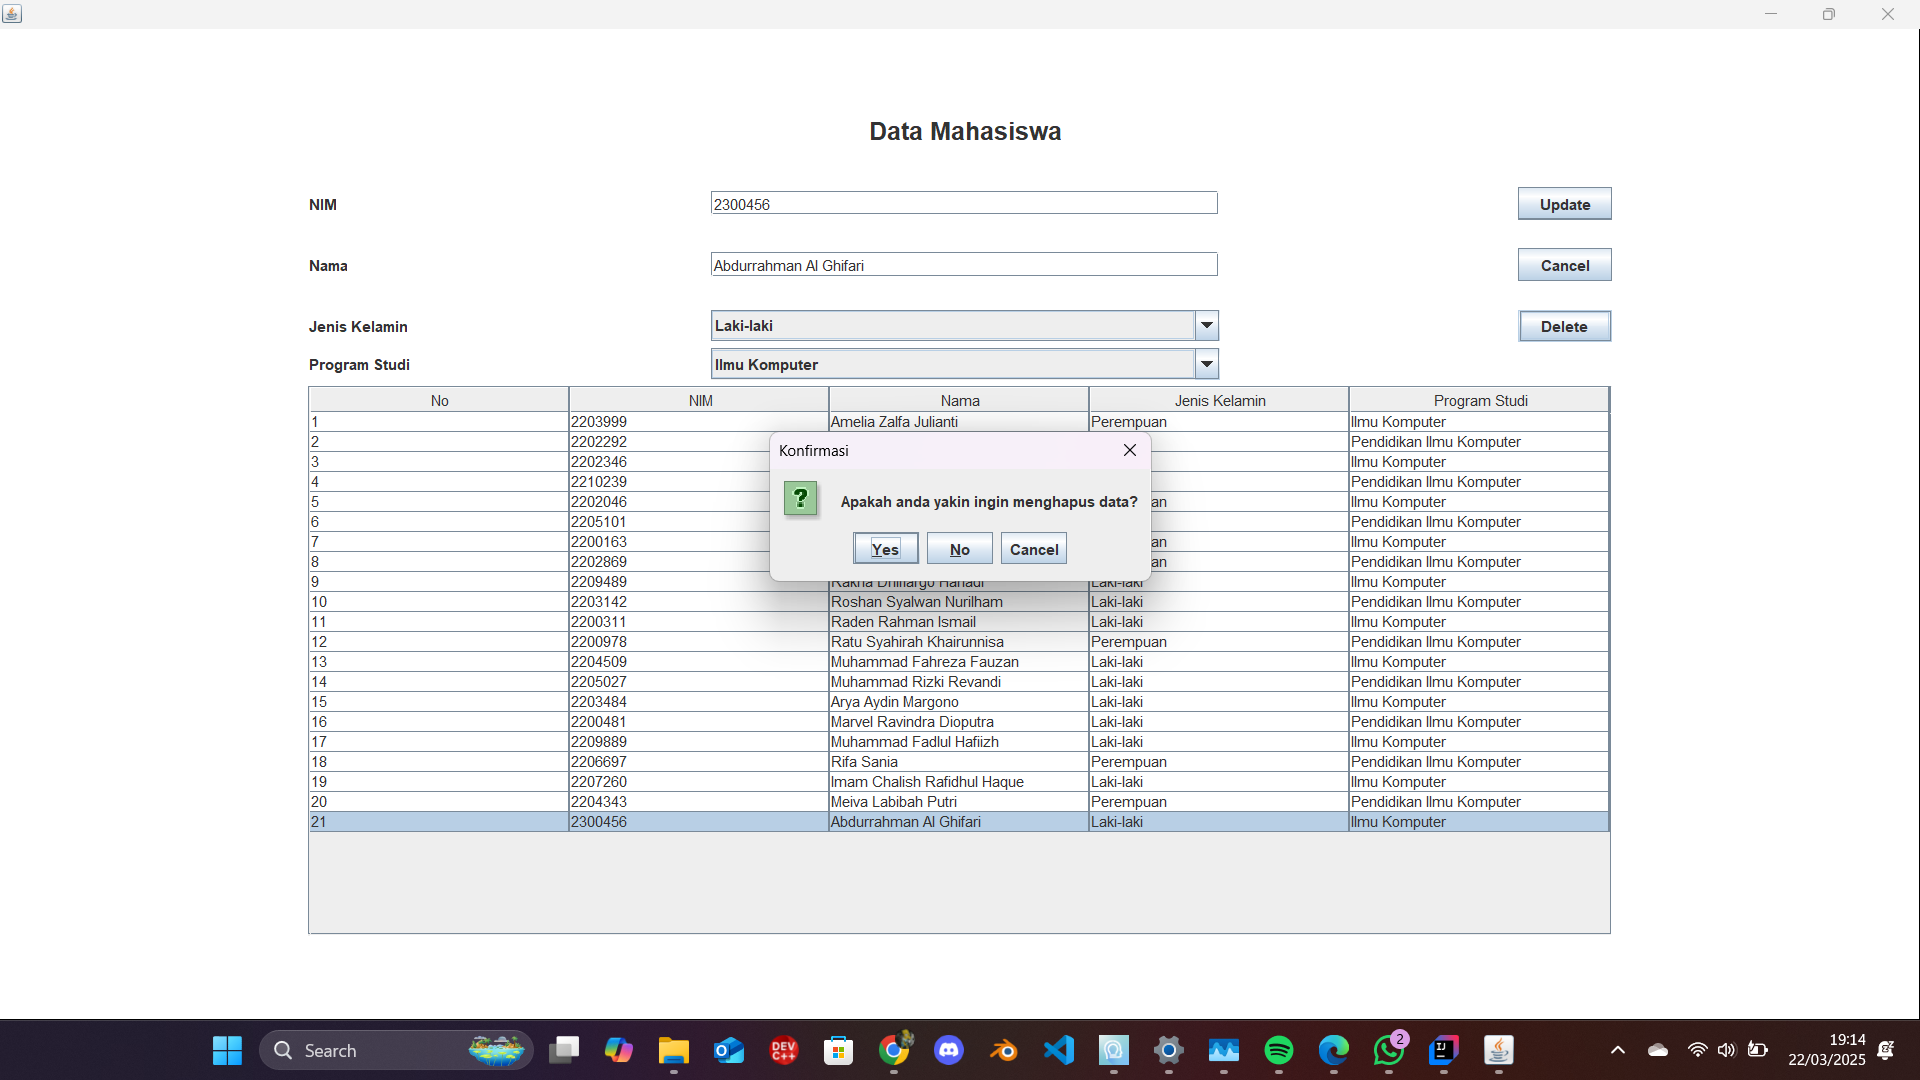 Data Mahasiswa
NIM 2300456 Update
Nama Abdurrahman Al Ghifari Cancel
Jenis Kelamin Laki-laki Delete
Program Studi Ilmu Komputer
No NIM Nama Jenis Kelamin Program Studi
1 2203999 Amelia Zalfa Julianti Perempuan Ilmu Komputer
2 2202292 Pendidikan Ilmu Komputer
3 2202346 Ilmu Komputer
4 2210239 Pendidikan Ilmu Komputer
5 2202046 an Ilmu Komputer
6 2205101 Pendidikan Ilmu Komputer
7 2200163 an Ilmu Komputer
8 2202869 an Pendidikan Ilmu Komputer
Konfirmasi
? Apakah anda yakin ingin menghapus data?
Yes No Cancel
9 2209489 Laki-laki Ilmu Komputer
10 2203142 Roshan Syalwan Nurilham Laki-laki Pendidikan Ilmu Komputer
11 2200311 Raden Rahman Ismail Laki-laki Ilmu Komputer
12 2200978 Ratu Syahirah Khairunnisa Perempuan Pendidikan Ilmu Komputer
13 2204509 Muhammad Fahreza Fauzan Laki-laki Ilmu Komputer
14 2205027 Muhammad Rizki Revandi Laki-laki Pendidikan Ilmu Komputer
15 2203484 Arya Aydin Margono Laki-laki Ilmu Komputer
16 2200481 Marvel Ravindra Dioputra Laki-laki Pendidikan Ilmu Komputer
17 2209889 Muhammad Fadlul Hafiizh Laki-laki Ilmu Komputer
18 2206697 Rifa Sania Perempuan Pendidikan Ilmu Komputer
19 2207260 Imam Chalish Rafidhul Haque Laki-laki Ilmu Komputer
20 2204343 Meiva Labibah Putri Perempuan Pendidikan Ilmu Komputer
21 2300456 Abdurrahman Al Ghifari Laki-laki Ilmu Komputer
Search DEV C++ IJ 2 19:14
22/03/2025